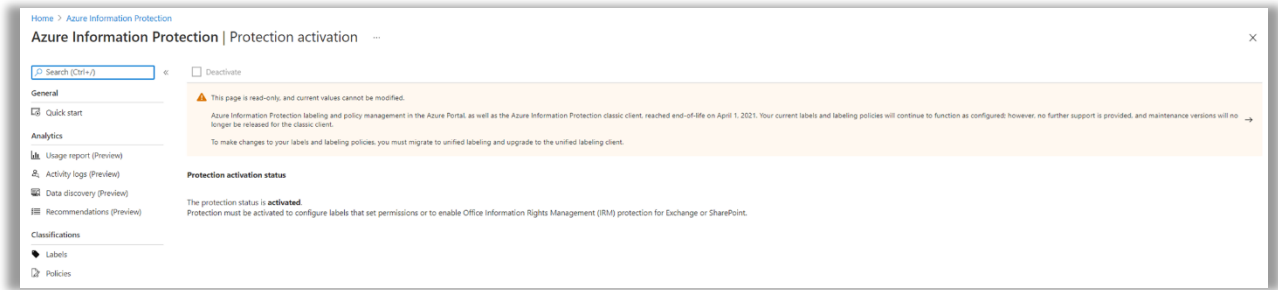 Home > Azure Information Protection
Azure Information Protection | Protection activation ...
Search (Ctrl+/)
«
Deactivate
General
Quick start
Analytics
Usage report (Preview)
Activity logs (Preview)
Data discovery (Preview)
Recommendations (Preview)
Classifications
Labels
Policies
This page is read-only, and current values cannot be modified.
Azure Information Protection labeling and policy management in the Azure Portal, as well as the Azure Information Protection classic client, reached end-of-life on April 1, 2021. Your current labels and labeling policies will continue to function as configured; however, no further support is provided, and maintenance versions will no
longer be released for the classic client.
To make changes to your labels and labeling policies, you must migrate to unified labeling and upgrade to the unified labeling client.
Protection activation status
The protection status is activated.
Protection must be activated to configure labels that set permissions or to enable Office Information Rights Management (IRM) protection for Exchange or SharePoint.